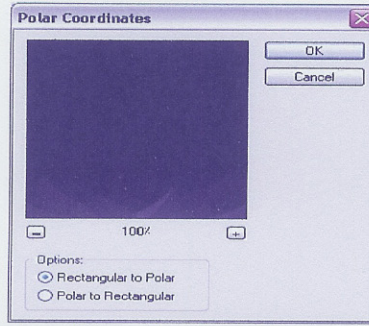 Polar Coordinates
OK
Cancel
100%
Options:
Rectangular to Polar
Polar to Rectangular